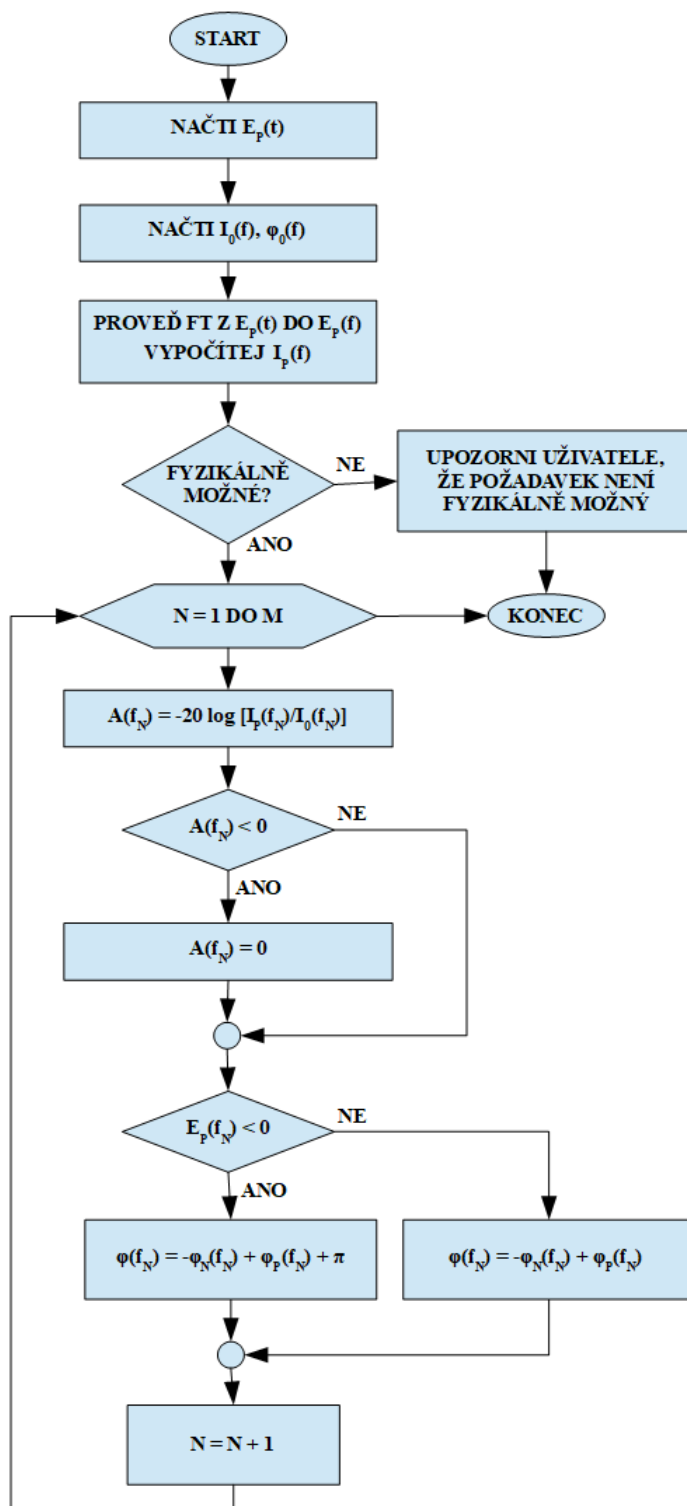 START
NAČTI E_P(t)
NAČTI I_0(f), φ_0(f)
PROVEĎ FT Z E_P(t) DO E_P(f)
VYPOČÍTEJ I_P(f)
FYZIKÁLNĚ
MOŽNÉ?
NE
UPOZORNI UŽIVATELE,
ŽE POŽADAVEK NENÍ
FYZIKÁLNĚ MOŽNÝ
ANO
N = 1 DO M
KONEC
A(f_N) = -20 log [I_P(f_N)/I_0(f_N)]
A(f_N) < 0
NE
ANO
A(f_N) = 0
E_P(f_N) < 0
NE
ANO
φ(f_N) = -φ_N(f_N) + φ_P(f_N) + π
φ(f_N) = -φ_N(f_N) + φ_P(f_N)
N = N + 1